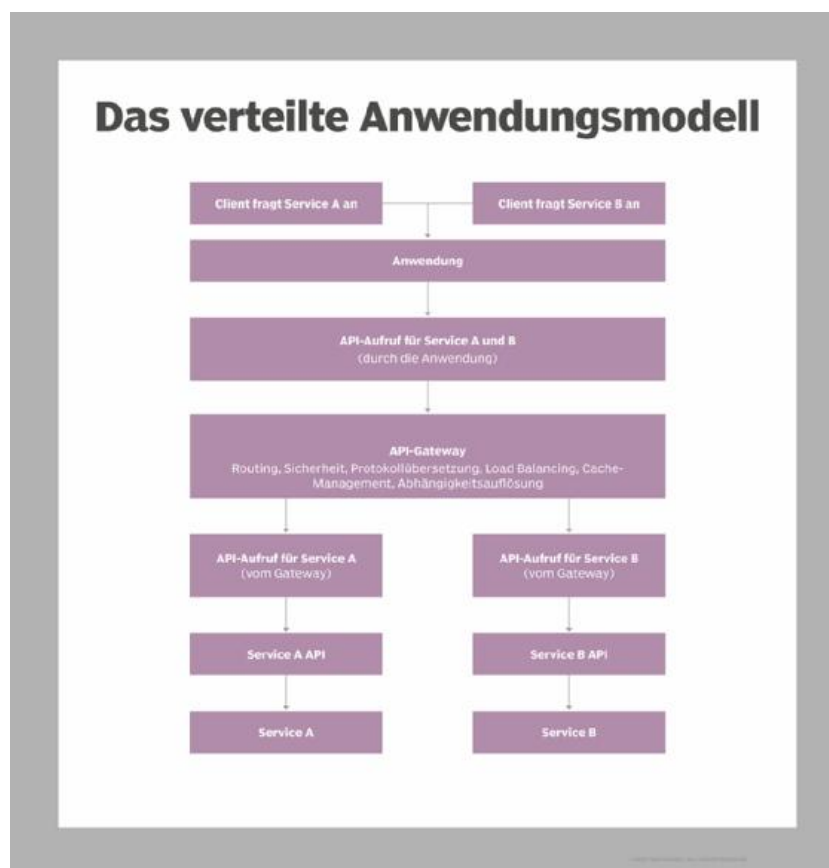 Das verteilte Anwendungsmodell
Client fragt Service A an
Client fragt Service B an
Anwendung
API-Aufruf für Service A und B
(durch die Anwendung)
API-Gateway
Routing, Sicherheit, Protokollübersetzung, Load Balancing, Cache-
Management, Abhängigkeitsauflösung
API-Aufruf für Service A
(vom Gateway)
API-Aufruf für Service B
(vom Gateway)
Service A API
Service B API
Service A
Service B